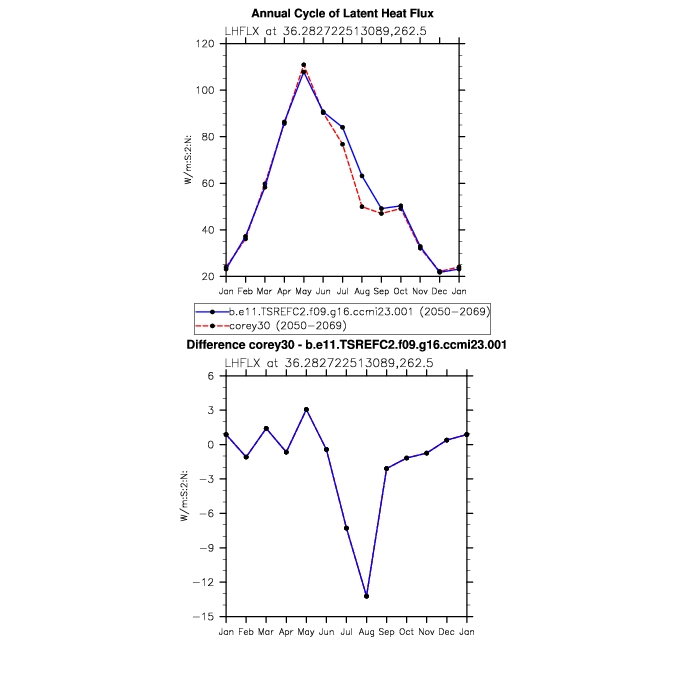 Annual Cycle of Latent Heat Flux
LHFLX at 36.282722513089,262.5
120
100
80
60
40
20
W/m:S:2:N:
Jan Feb Mar Apr May Jun Jul Aug Sep Oct Nov Dec Jan
b.e11.TSREFC2.f09.g16.ccmi23.001 (2050-2069)
corey30 (2050-2069)
Difference corey30 - b.e11.TSREFC2.f09.g16.ccmi23.001
LHFLX at 36.282722513089,262.5
6
3
0
-3
-6
-9
-12
-15
W/m:S:2:N:
Jan Feb Mar Apr May Jun Jul Aug Sep Oct Nov Dec Jan